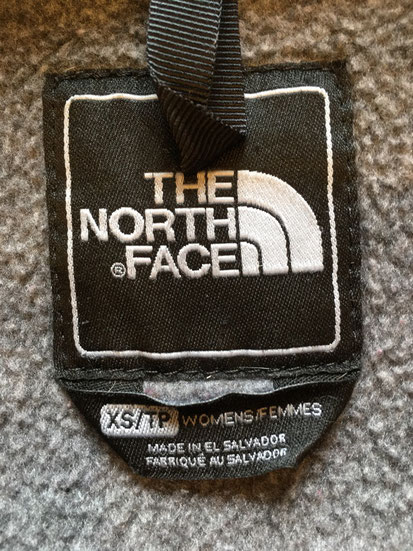 THE
NORTH
® FACE
XS/TP WOMENS/FEMMES
MADE IN EL SALVADOR
FABRIQUÉ AU SALVADOR